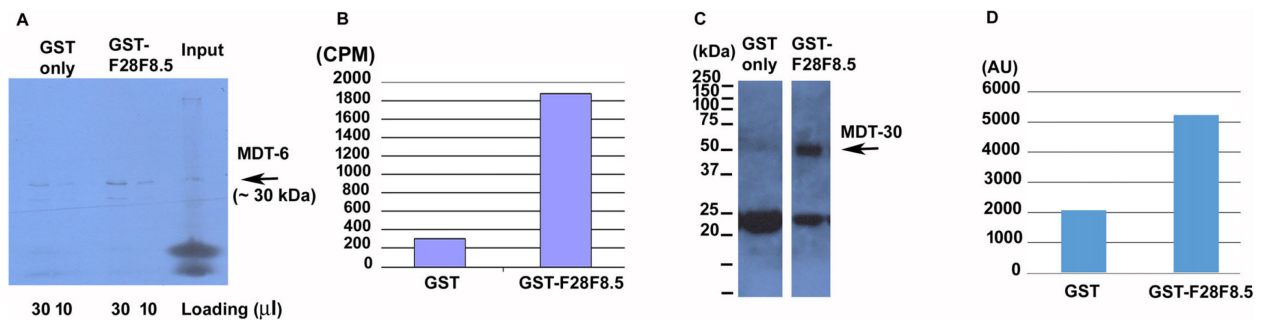 A
GST only
GST-F28F8.5
Input
MDT-6
(~ 30 kDa)
30 10
30 10
Loading (µl)
B
(CPM)
2000
1800
1600
1400
1200
1000
800
600
400
200
0
GST
GST-F28F8.5
C
(kDa)
GST only
GST-F28F8.5
250
150
100
75
50
37
25
20
MDT-30
D
(AU)
6000
5000
4000
3000
2000
1000
0
GST
GST-F28F8.5